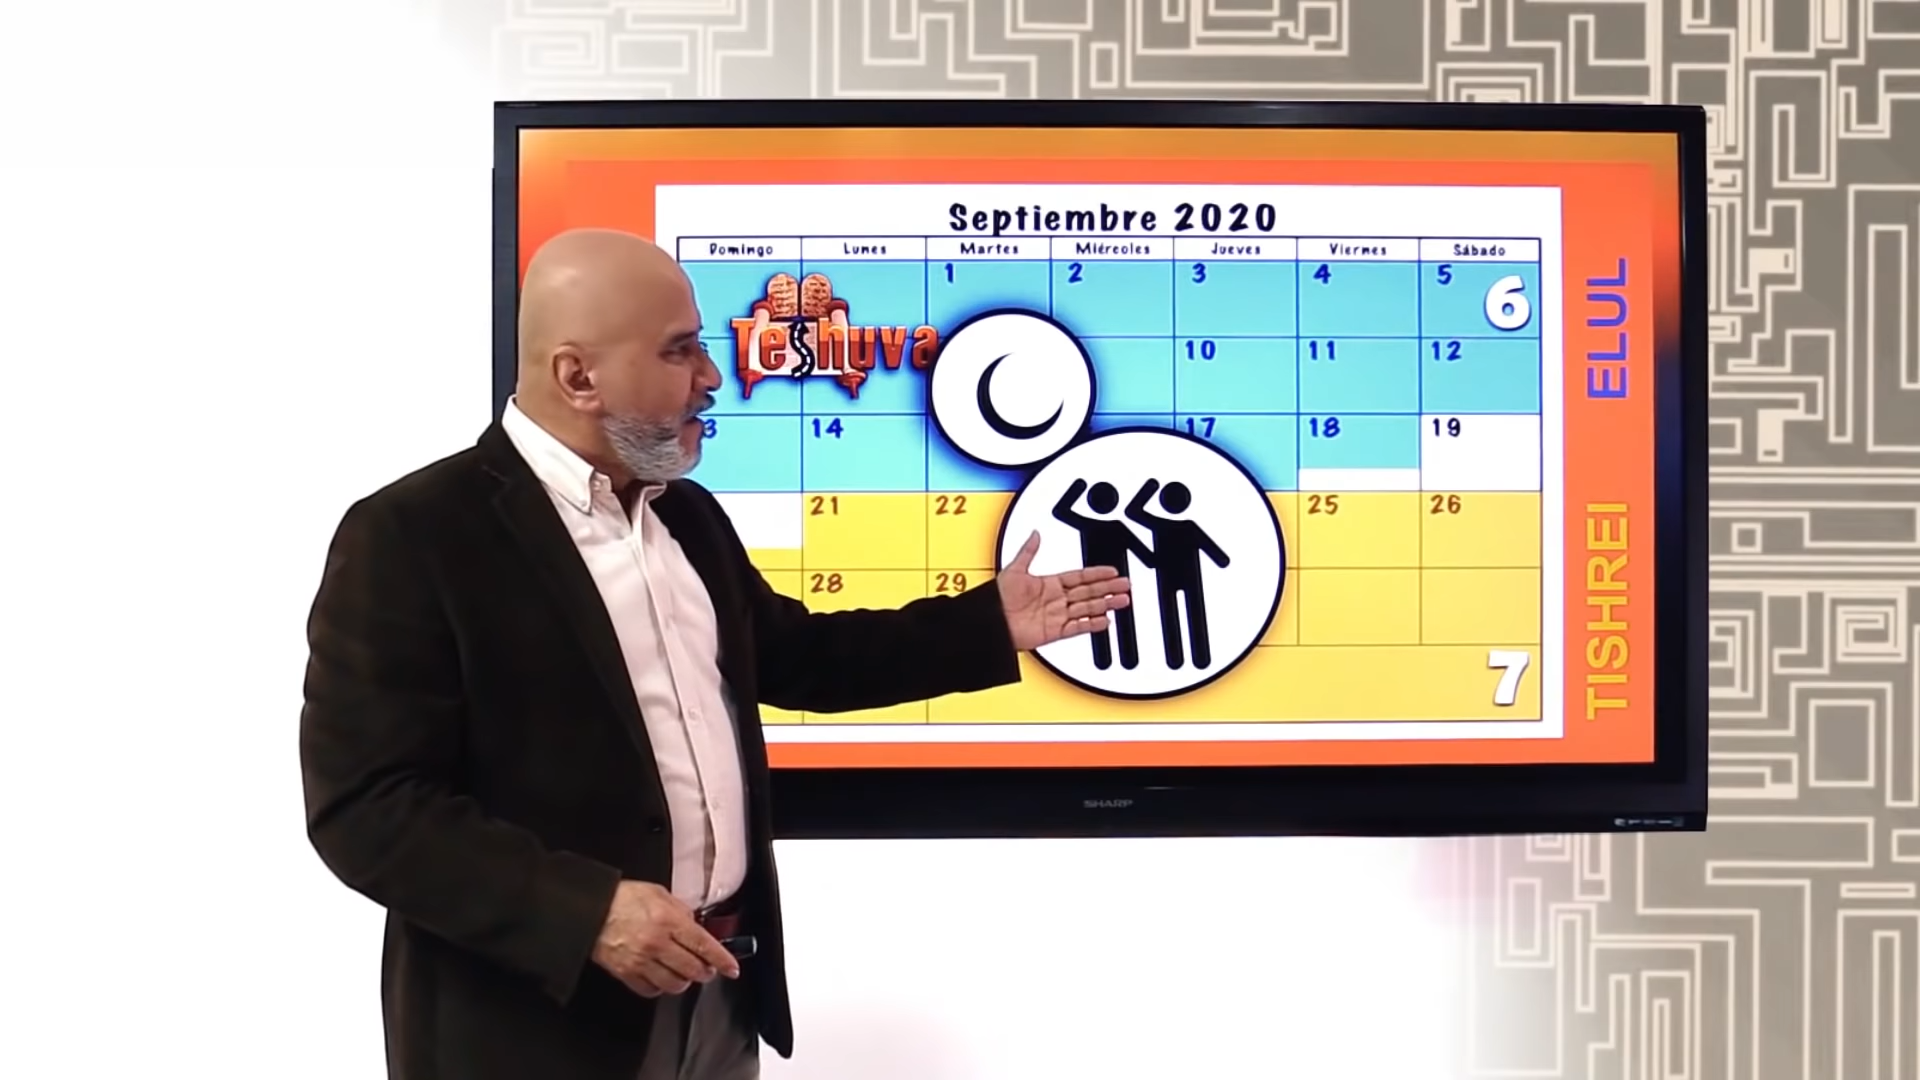 Septiembre 2020
Domingo Lunes Martes Miércoles Jueves Viernes Sábado
1 2 3 4 5 6
Teshuva
10 11 12
3 14 17 18 19
21 22 25 26
28 29
7
ELUL
TISHREI
SHARP